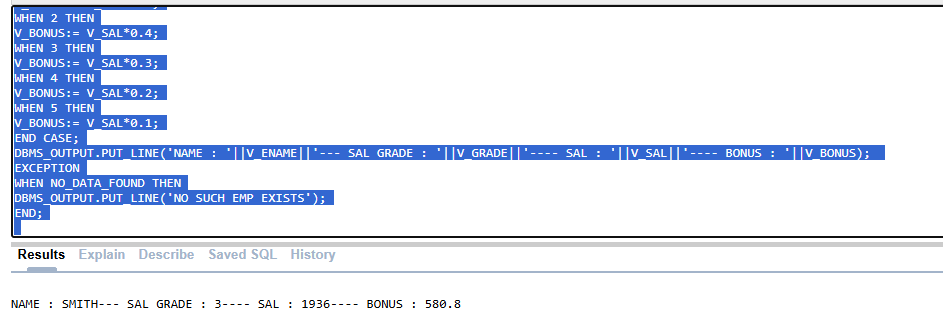 WHEN 2 THEN
V_BONUS:= V_SAL*0.4;
WHEN 3 THEN
V_BONUS:= V_SAL*0.3;
WHEN 4 THEN
V_BONUS:= V_SAL*0.2;
WHEN 5 THEN
V_BONUS:= V_SAL*0.1;
END CASE;
DBMS_OUTPUT.PUT_LINE('NAME : '||V_ENAME||'--- SAL GRADE : '||V_GRADE||'---- SAL : '||V_SAL||'---- BONUS : '||V_BONUS);
EXCEPTION
WHEN NO_DATA_FOUND THEN
DBMS_OUTPUT.PUT_LINE('NO SUCH EMP EXISTS');
END;
Results Explain Describe Saved SQL History
NAME : SMITH--- SAL GRADE : 3---- SAL : 1936---- BONUS : 580.8